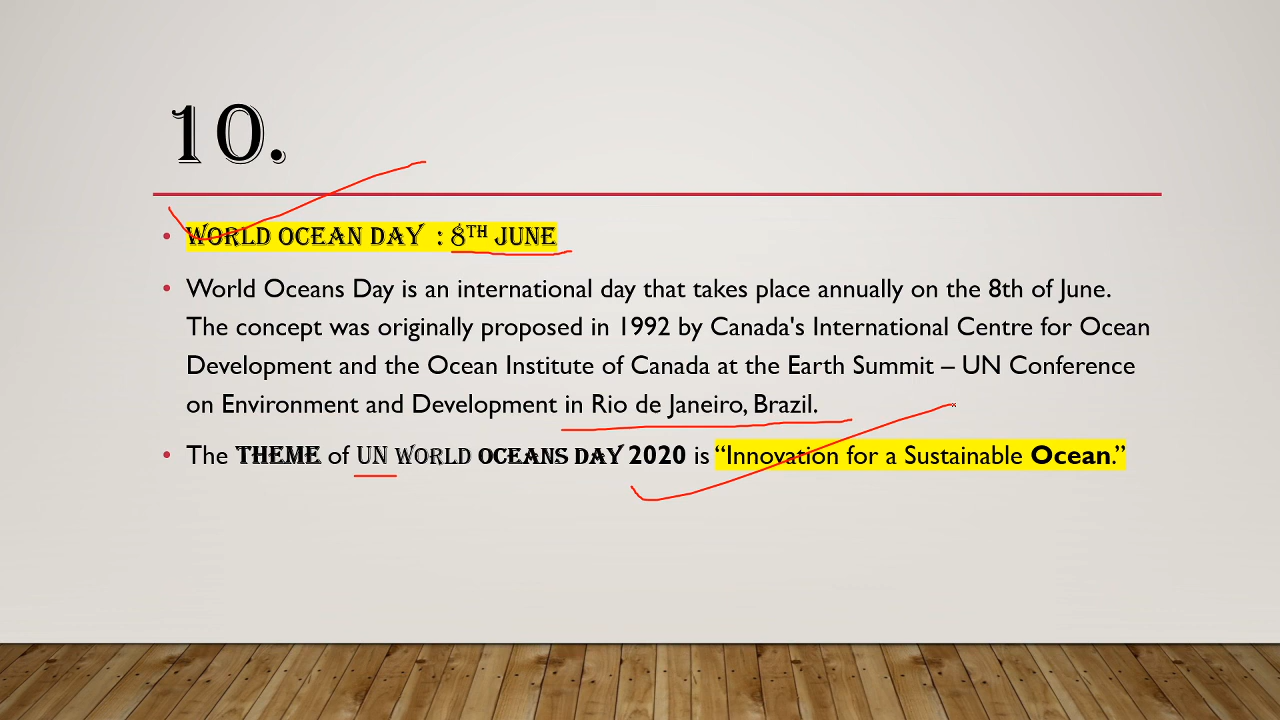 10.
• WORLD OCEAN DAY : 8TH JUNE
• World Oceans Day is an international day that takes place annually on the 8th of June.
The concept was originally proposed in 1992 by Canada's International Centre for Ocean
Development and the Ocean Institute of Canada at the Earth Summit – UN Conference
on Environment and Development in Rio de Janeiro, Brazil.
• The THEME of UN WORLD OCEANS DAY 2020 is “Innovation for a Sustainable Ocean.”